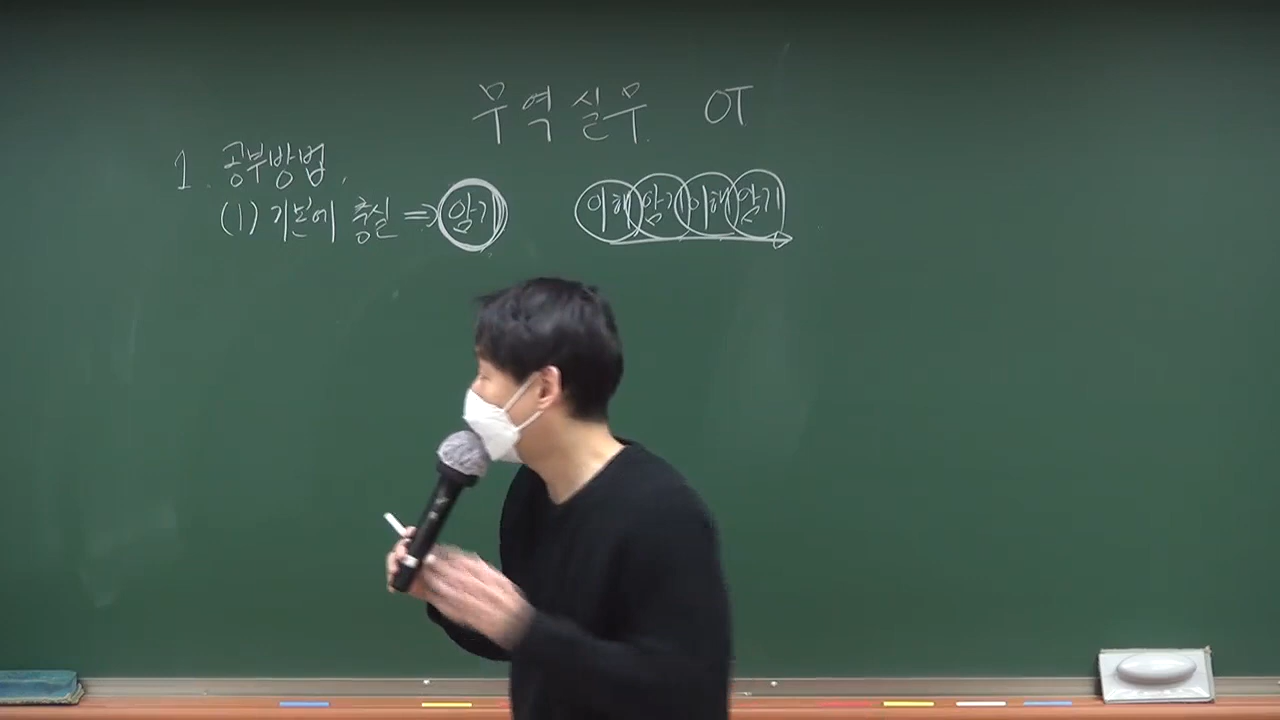 무역실무 OT
1. 공부방법.
(1) 기본에 충실 ⇒ 암기 이해 암기 이해 암기